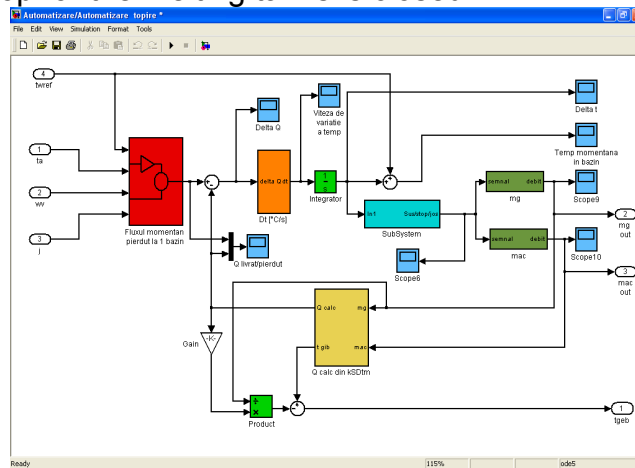 Automatizare/Automatizare topire *
File Edit View Simulation Format Tools
4
twref
1
ta
2
wv
3
j
Fluxul momentan
pierdut la 1 bazin
Delta Q
Viteza de
variatie
a temp
delta Q dt
Dt [°C/s]
Integrator
Delta t
Temp momentana
in bazin
In1 Sus/stop/jos
SubSystem
semnal debit
mg
Scope9
semnal debit
mac
Scope10
2
mg
out
3
mac
out
Q livrat/pierdut
Scope6
Q calc mg
t gib mac
Q calc din kSDtm
-K-
Gain
Product
1
tgeb
Ready 115% ode5